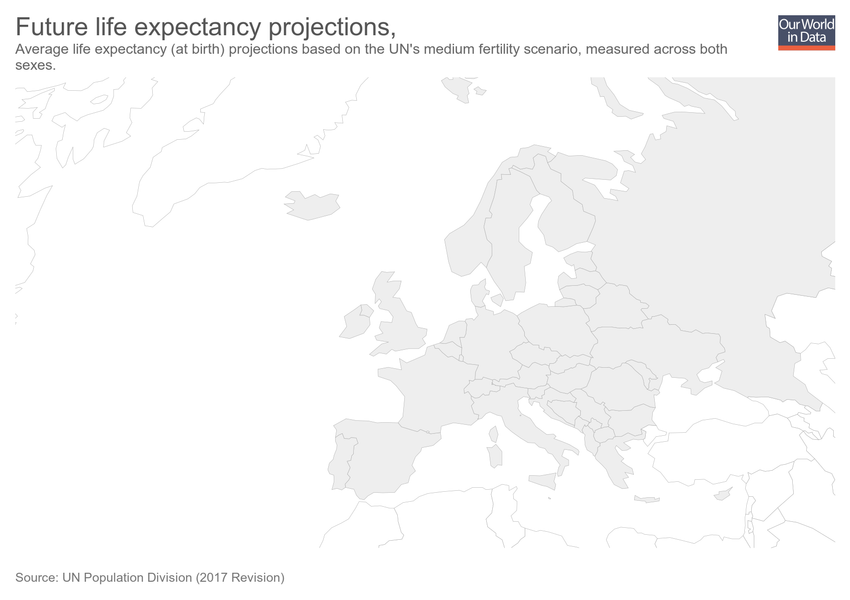 Future life expectancy projections,
Our World
in Data
Average life expectancy (at birth) projections based on the UN's medium fertility scenario, measured across both
sexes.
Source: UN Population Division (2017 Revision)